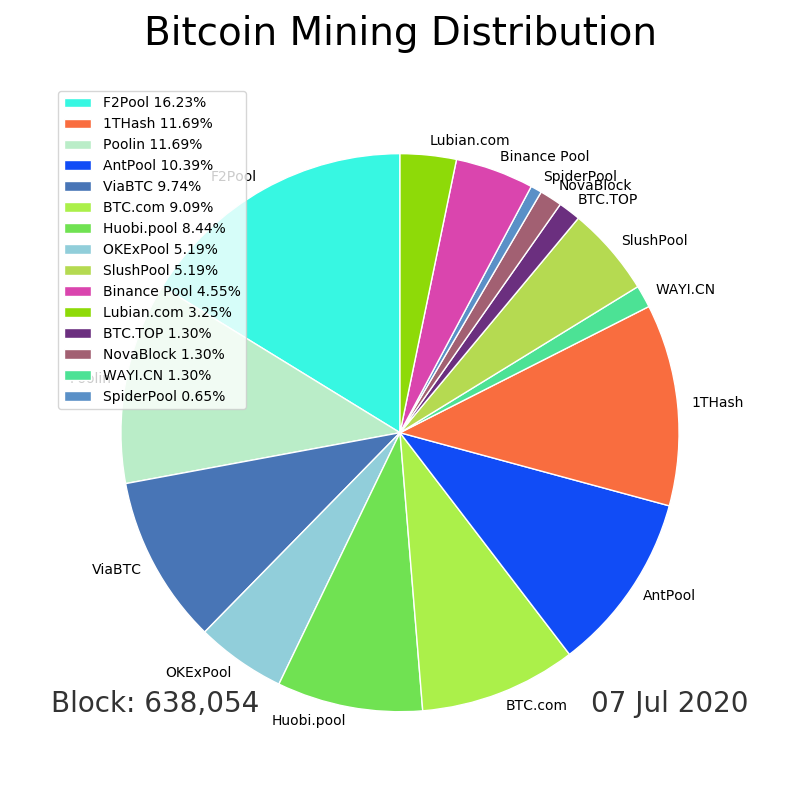 Bitcoin Mining Distribution
F2Pool 16.23%
1THash 11.69%
Poolin 11.69%
AntPool 10.39%
ViaBTC 9.74%
BTC.com 9.09%
Huobi.pool 8.44%
OKExPool 5.19%
SlushPool 5.19%
Binance Pool 4.55%
Lubian.com 3.25%
BTC.TOP 1.30%
NovaBlock 1.30%
WAYI.CN 1.30%
SpiderPool 0.65%
Lubian.com
Binance Pool
SpiderPool
NovaBlock
BTC.TOP
SlushPool
WAYI.CN
1THash
AntPool
BTC.com
Huobi.pool
OKExPool
ViaBTC
Poolin
F2Pool
Block: 638,054
07 Jul 2020